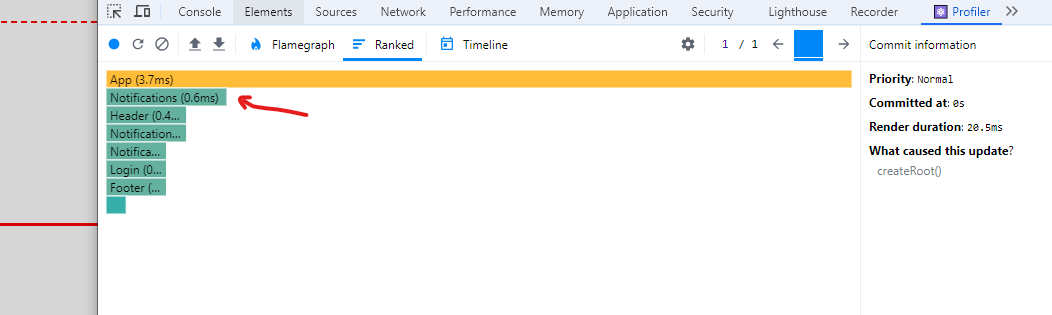 Console Elements Sources Network Performance Memory Application Security Lighthouse Recorder Profiler
Flamegraph Ranked Timeline 1 / 1 Commit information
App (3.7ms)
Notifications (0.6ms)
Header (0.4...
Notification...
Notifica...
Login (0...
Footer (...
Priority: Normal
Committed at: 0s
Render duration: 20.5ms
What caused this update?
createRoot()